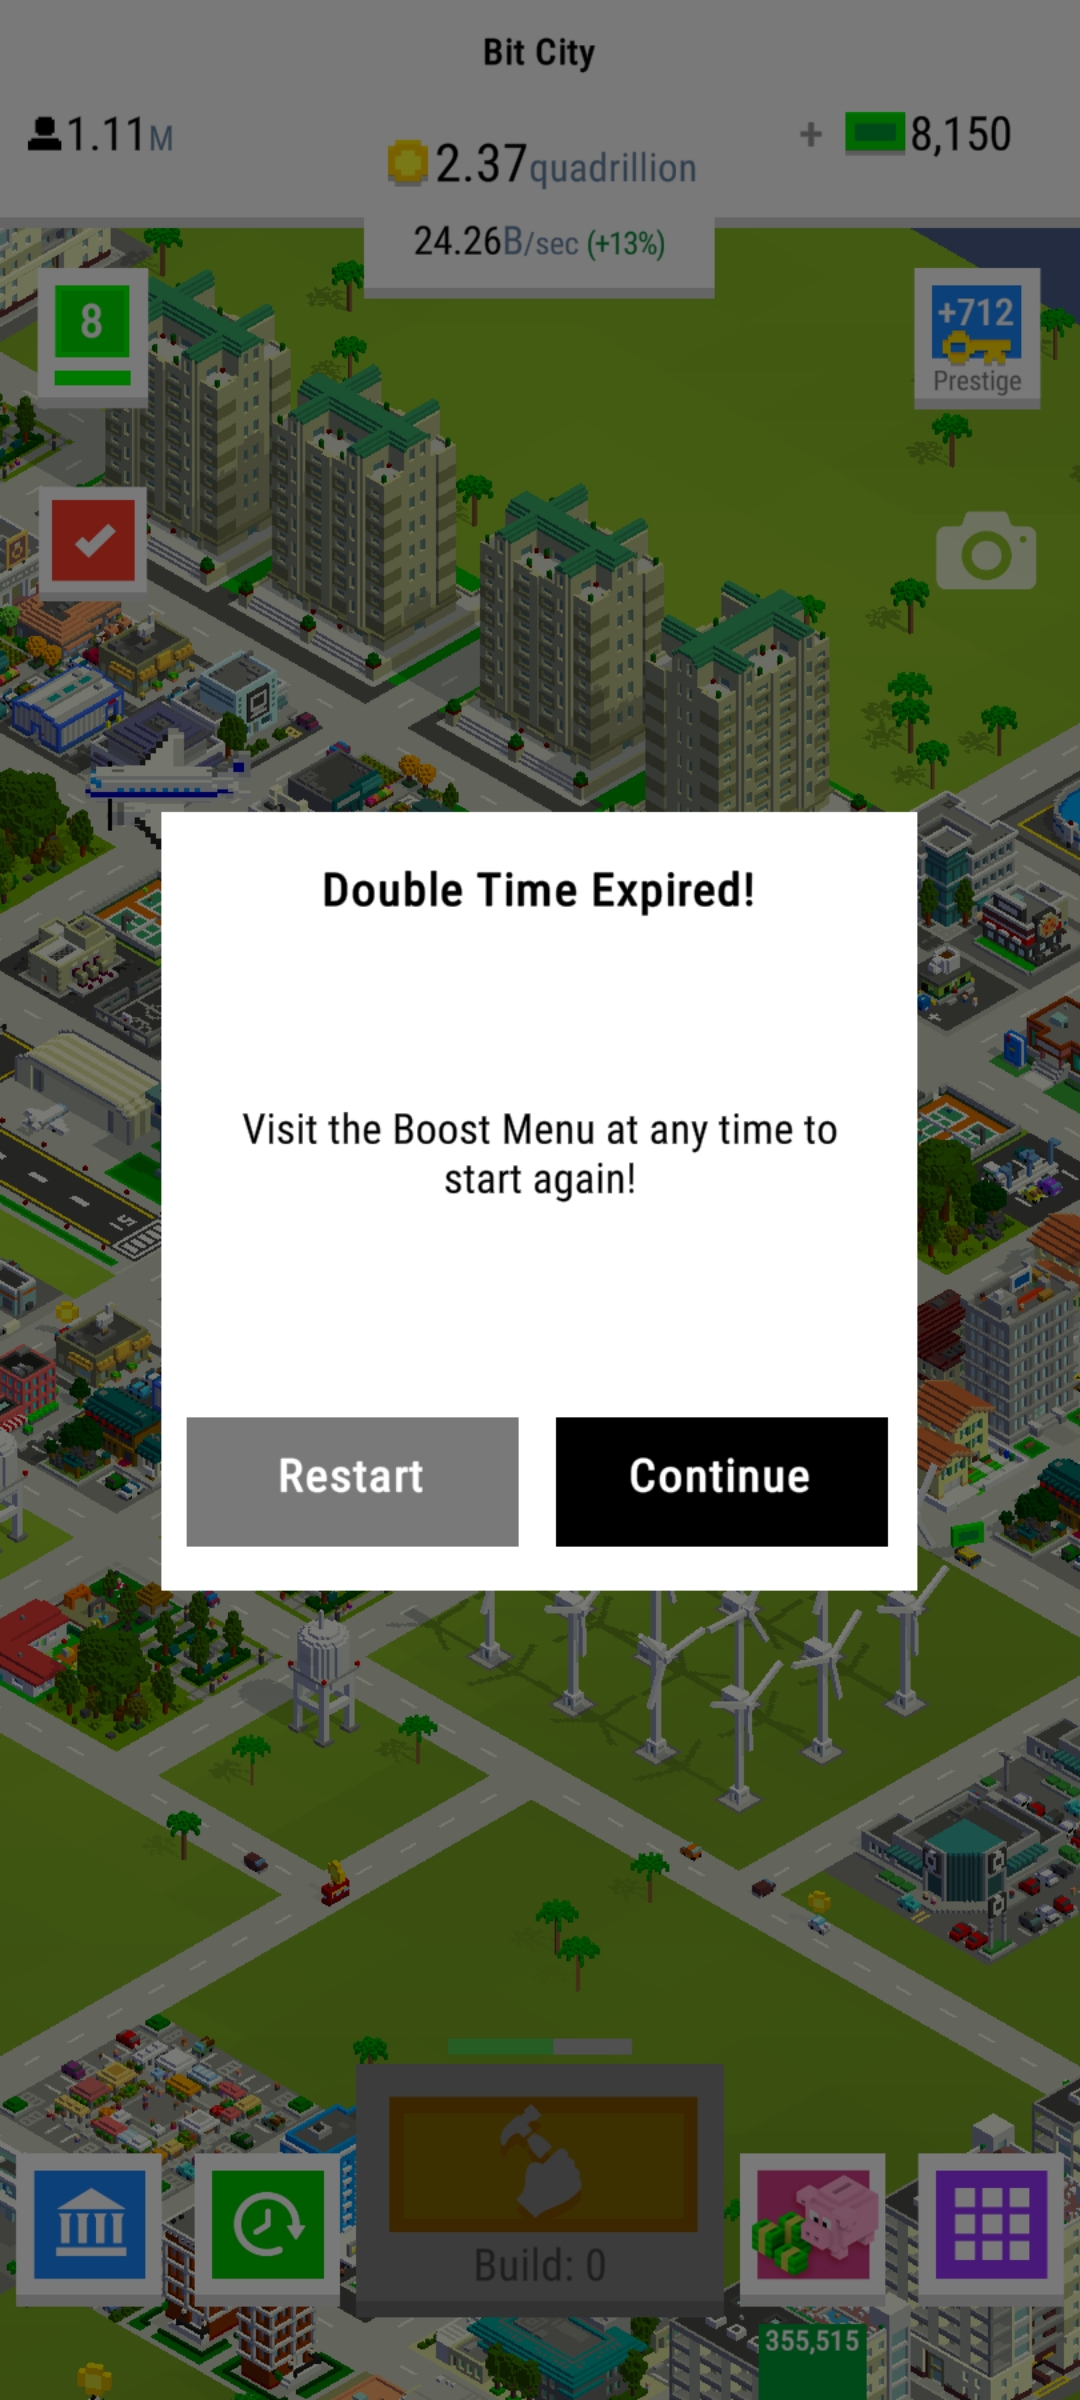 Bit City
1.11M
2.37quadrillion
+ 8,150
24.26B/sec (+13%)
8
+712
Prestige
Double Time Expired!
Visit the Boost Menu at any time to
start again!
Restart
Continue
Build: 0
355,515